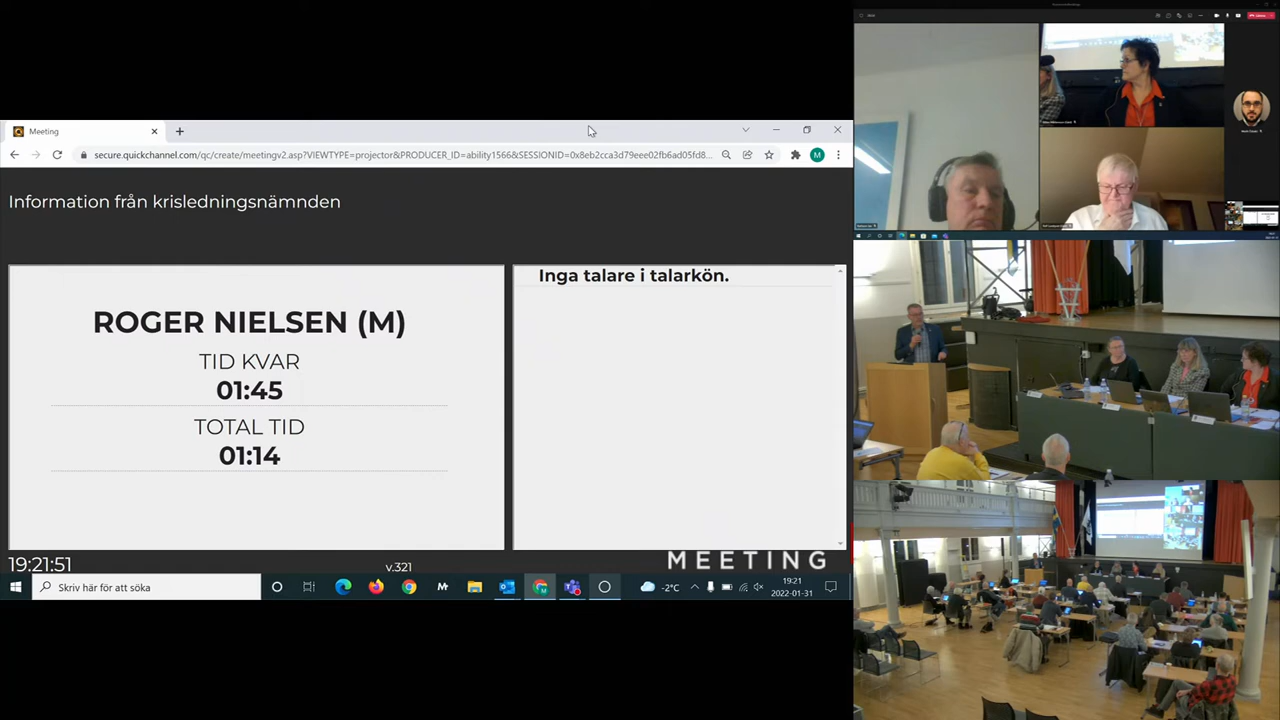 Meeting
secure.quickchannel.com/qc/create/meetingv2.asp?VIEWTYPE=projector&PRODUCER_ID=ability1566&SESSIONID=0x8eb2cca3d79eee02fb6ad05fd8...
M
Information från krisledningsnämnden
ROGER NIELSEN (M)
TID KVAR
01:45
TOTAL TID
01:14
Inga talare i talarkön.
19:21:51
v.321
MEETING
Skriv här för att söka
-2°C
19:21
2022-01-31